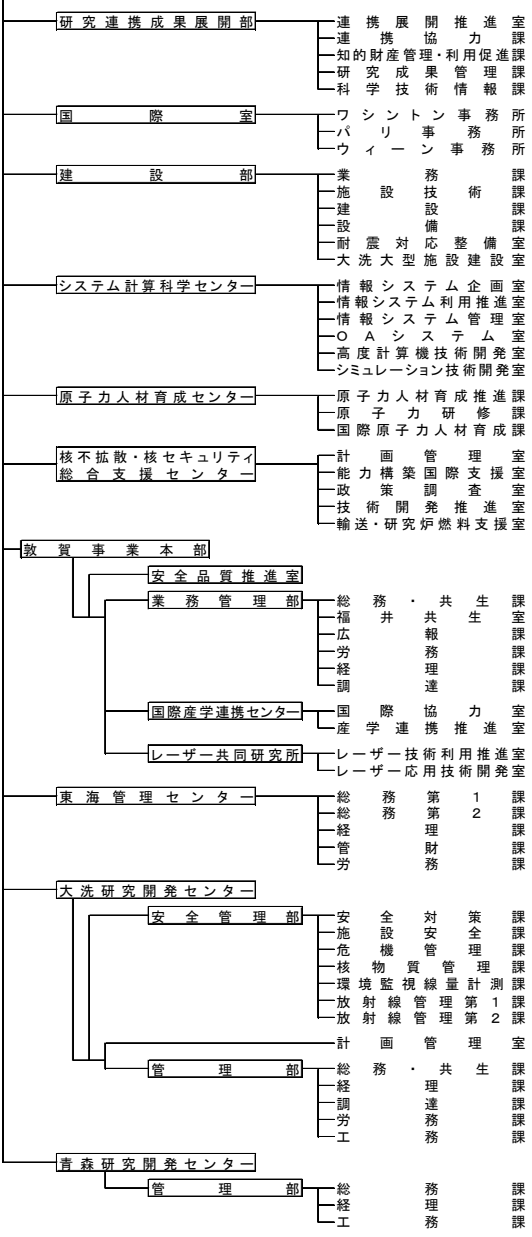 研究連携成果展開部
連携展開推進室
連携協力課
知的財産管理・利用促進課
研究成果管理課
科学技術情報課
国際室
ワシントン事務所
パリ事務所
ウィーン事務所
建設部
業務課
施設技術課
建設課
設備課
耐震対応整備室
大洗大型施設建設室
システム計算科学センター
情報システム企画室
情報システム利用推進室
情報システム管理室
OAシステム室
高度計算機技術開発室
シミュレーション技術開発室
原子力人材育成センター
原子力人材育成推進課
原子力研修課
国際原子力人材育成課
核不拡散・核セキュリティ
総合支援センター
計画管理室
能力構築国際支援室
政策調査室
技術開発推進室
輸送・研究炉燃料支援室
敦賀事業本部
安全品質推進室
業務管理部
総務・共生課
福井共生室
広報課
労務課
経理課
調達課
国際産学連携センター
国際協力室
産学連携推進室
レーザー共同研究所
レーザー技術利用推進室
レーザー応用技術開発室
東海管理センター
総務第1課
総務第2課
経理課
管財課
労務課
大洗研究開発センター
安全管理部
安全対策課
施設安全課
危機管理課
核物質管理課
環境監視線量計測課
放射線管理第1課
放射線管理第2課
計画管理室
管理部
総務・共生課
経理課
調達課
労務課
工務課
青森研究開発センター
管理部
総務課
経理課
工務課